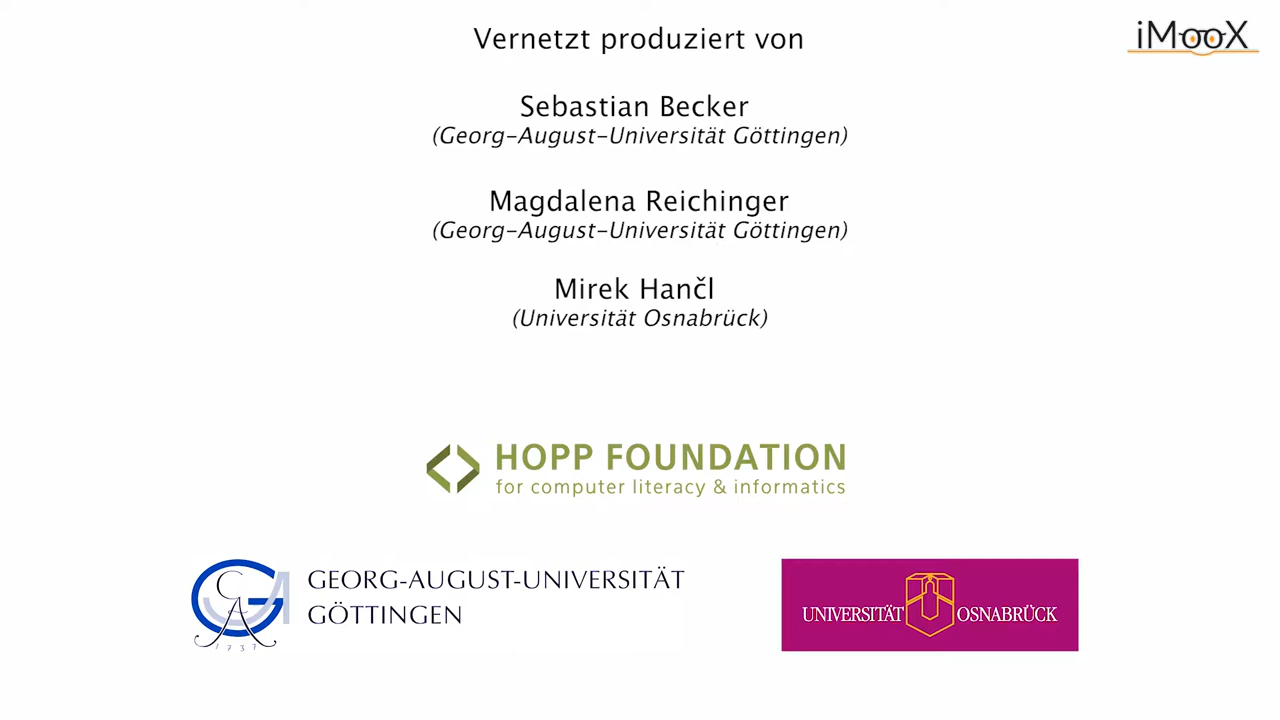 Vernetzt produziert von
iMooX
Sebastian Becker
(Georg-August-Universität Göttingen)
Magdalena Reichinger
(Georg-August-Universität Göttingen)
Mirek Hančl
(Universität Osnabrück)
HOPP FOUNDATION
for computer literacy & informatics
GEORG-AUGUST-UNIVERSITÄT
GÖTTINGEN
1737
UNIVERSITÄT OSNABRÜCK